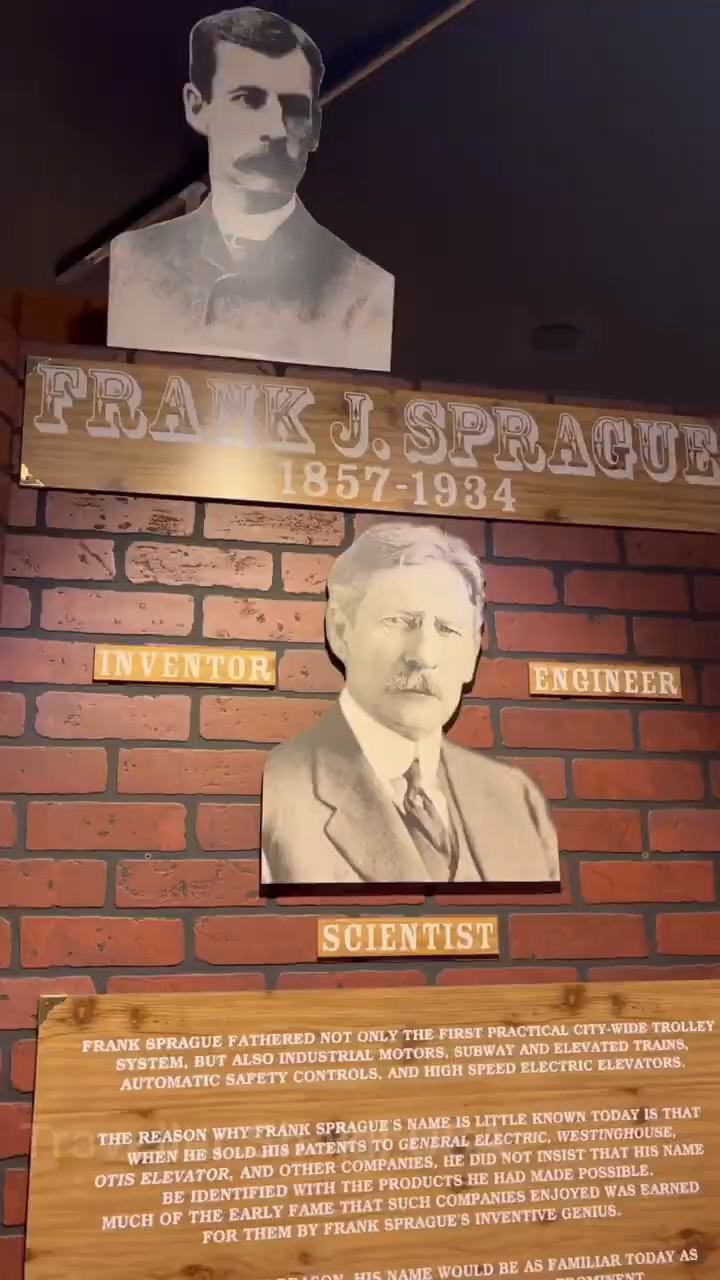 FRANK J. SPRAGUE
1857-1934
INVENTOR
ENGINEER
SCIENTIST
FRANK SPRAGUE FATHERED NOT ONLY THE FIRST PRACTICAL CITY-WIDE TROLLEY
SYSTEM, BUT ALSO INDUSTRIAL MOTORS, SUBWAY AND ELEVATED TRAINS,
AUTOMATIC SAFETY CONTROLS, AND HIGH SPEED ELECTRIC ELEVATORS.
THE REASON WHY FRANK SPRAGUE'S NAME IS LITTLE KNOWN TODAY IS THAT
WHEN HE SOLD HIS PATENTS TO GENERAL ELECTRIC, WESTINGHOUSE,
OTIS ELEVATOR, AND OTHER COMPANIES, HE DID NOT INSIST THAT HIS NAME
BE IDENTIFIED WITH THE PRODUCTS HE HAD MADE POSSIBLE.
MUCH OF THE EARLY FAME THAT SUCH COMPANIES ENJOYED WAS EARNED
FOR THEM BY FRANK SPRAGUE'S INVENTIVE GENIUS.
REASON, HIS NAME WOULD BE AS FAMILIAR TODAY AS